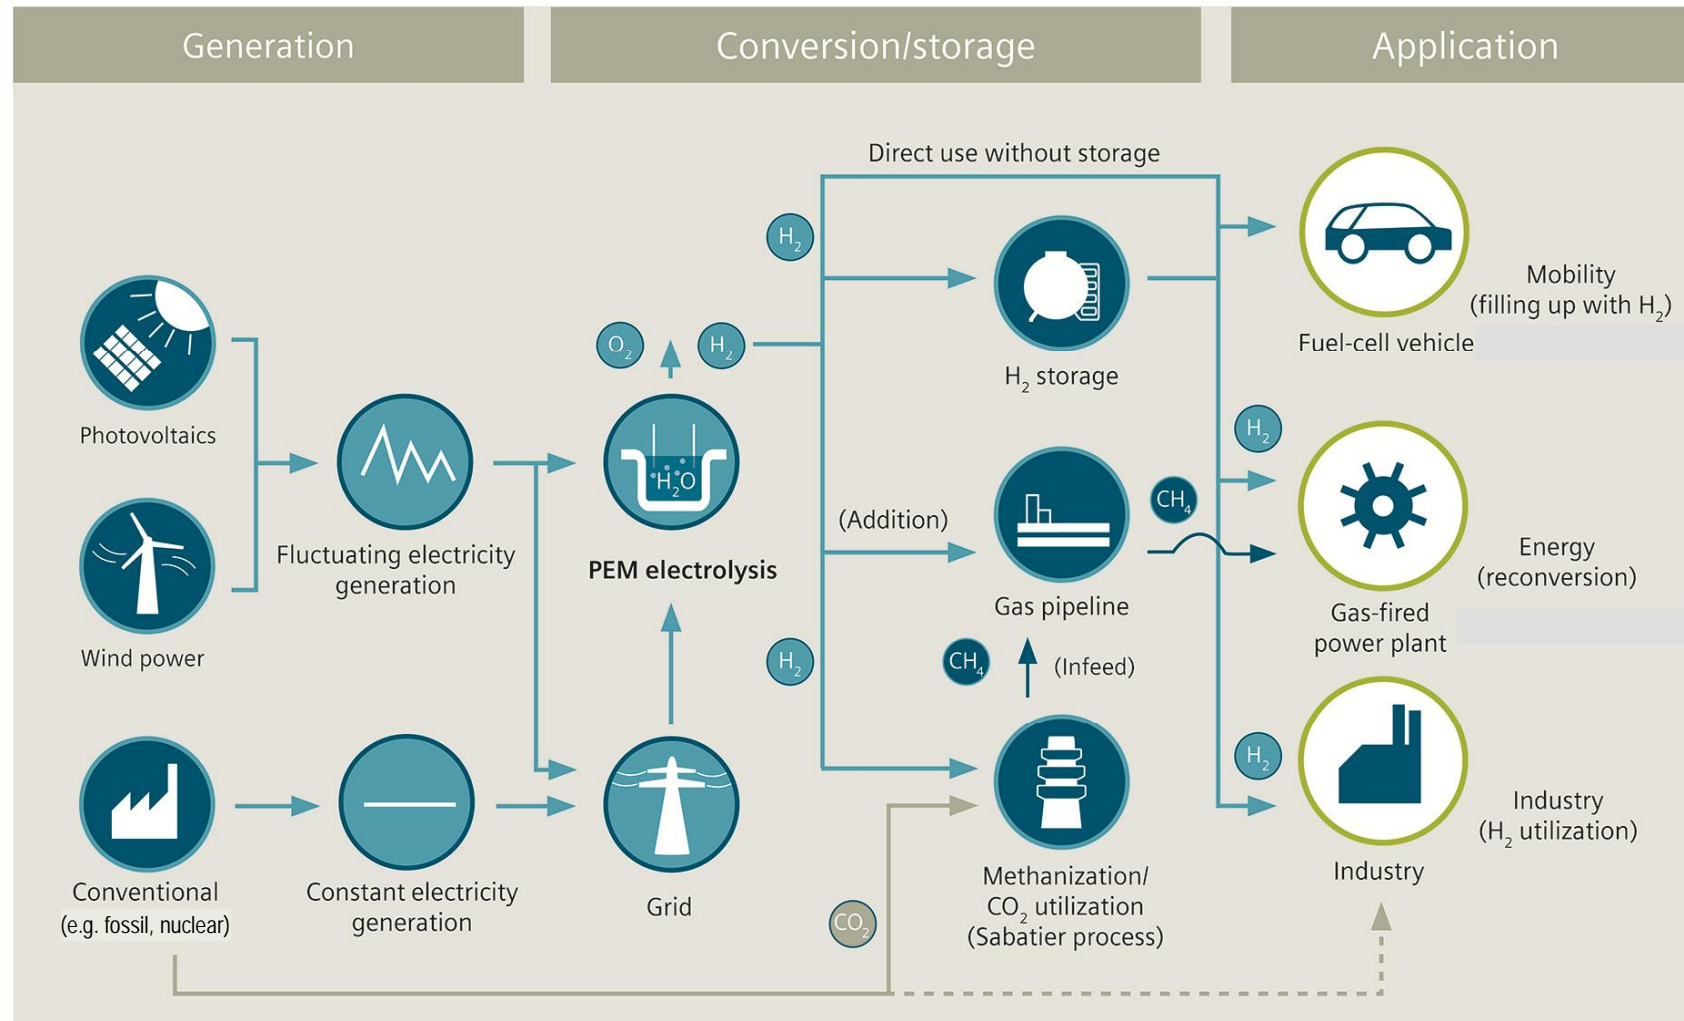 Generation
Conversion/storage
Application
Direct use without storage
H₂
O₂
H₂
H₂O
Photovoltaics
Wind power
Fluctuating electricity
generation
PEM electrolysis
Conventional
(e.g. fossil, nuclear)
Constant electricity
generation
Grid
H₂ storage
(Addition)
Gas pipeline
H₂
CH₄
(Infeed)
CH₄
Methanization/
CO₂ utilization
(Sabatier process)
CO₂
Mobility
(filling up with H₂)
Fuel-cell vehicle
H₂
Energy
(reconversion)
Gas-fired
power plant
H₂
Industry
(H₂ utilization)
Industry